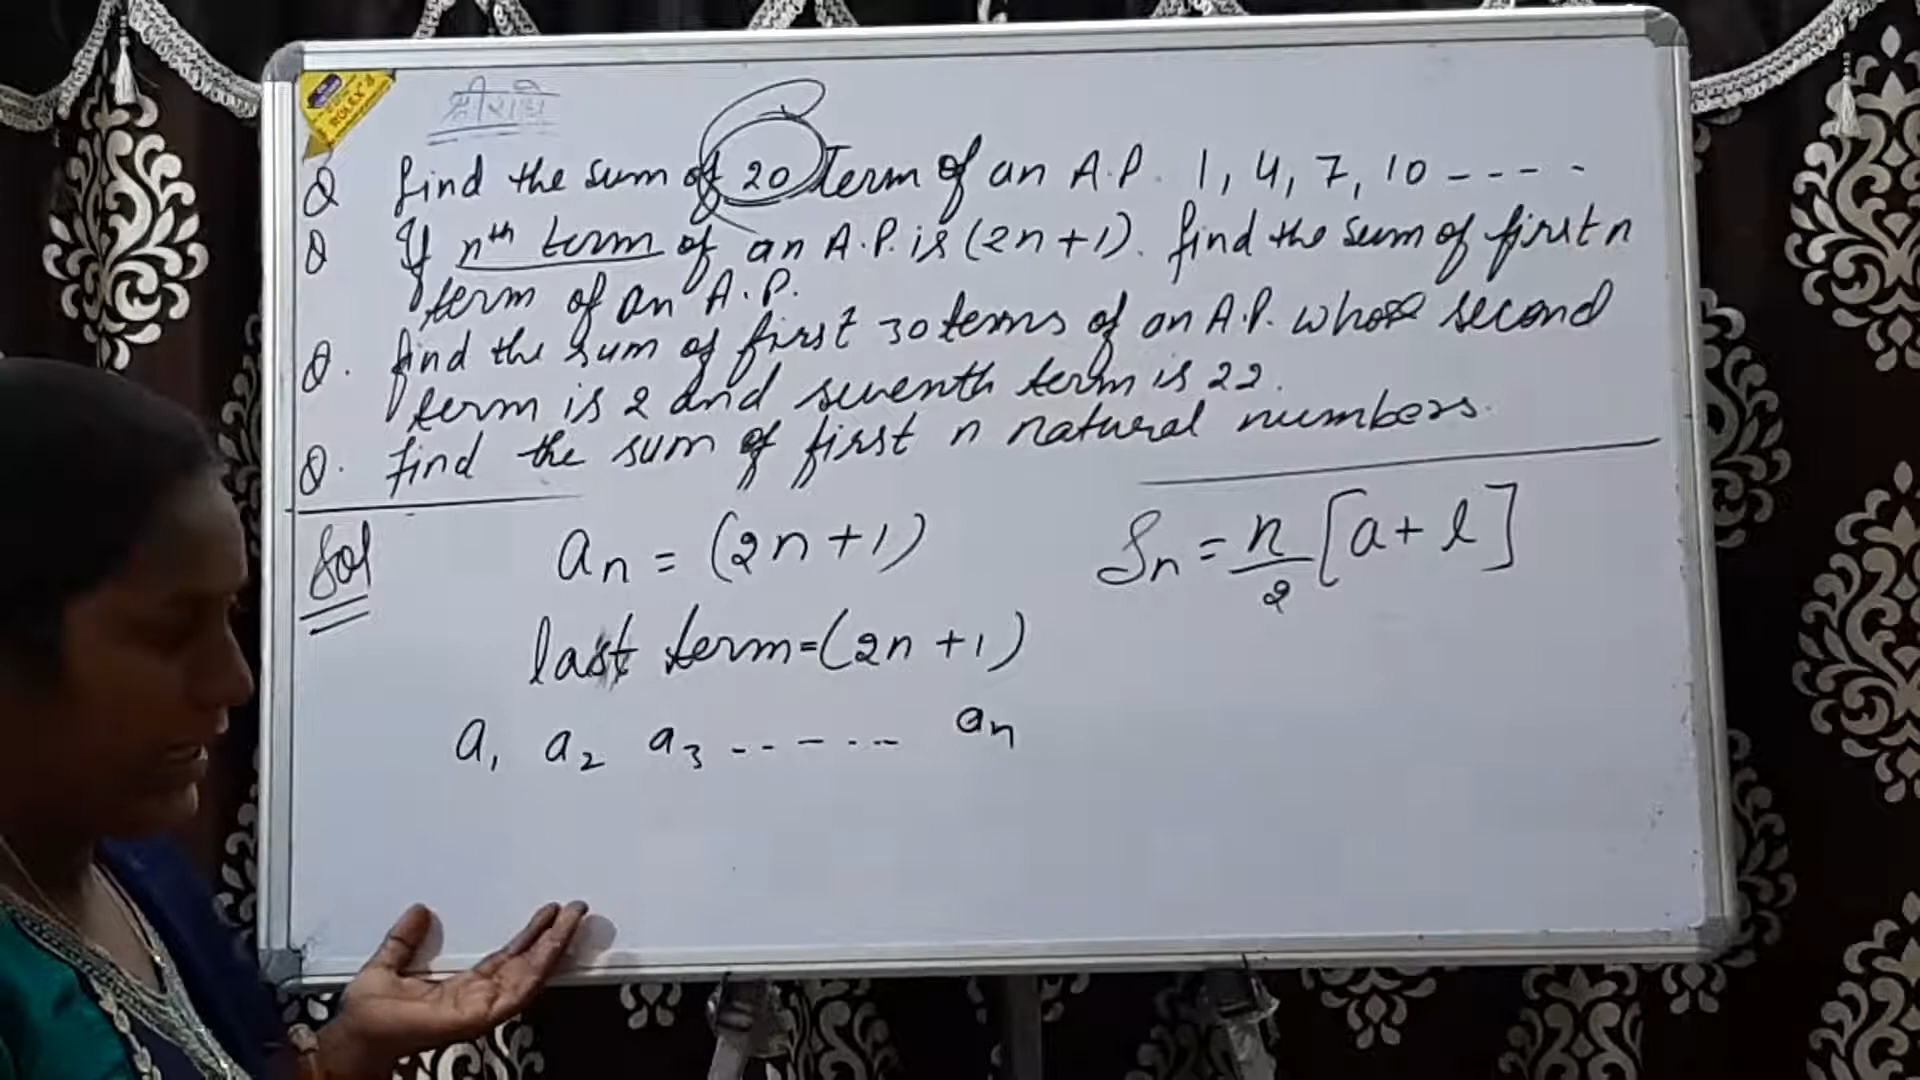 श्रीराम
ROLEX
Q find the sum of 20 term of an A.P. 1, 4, 7, 10 - - - -
Q If nth term of an A.P. is (2n+1). find the sum of first n
term of an A.P.
Q. find the sum of first 30 terms of an A.P. whose second
term is 2 and seventh term is 22.
Q. find the sum of first n natural numbers.
Sol an = (2n+1) Sn = n/2 [a+l]
last term = (2n+1)
a1 a2 a3 ------ an